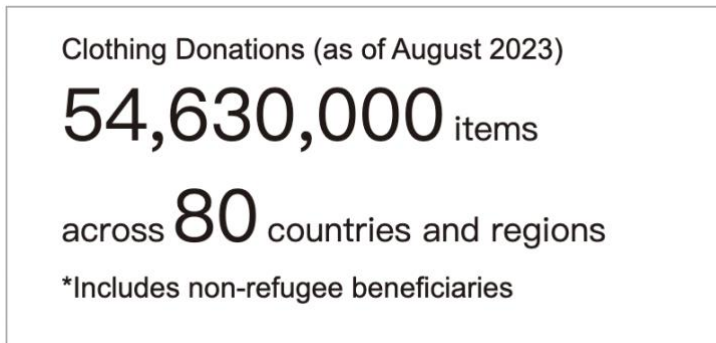 Clothing Donations (as of August 2023)
54,630,000 items
across 80 countries and regions
*Includes non-refugee beneficiaries